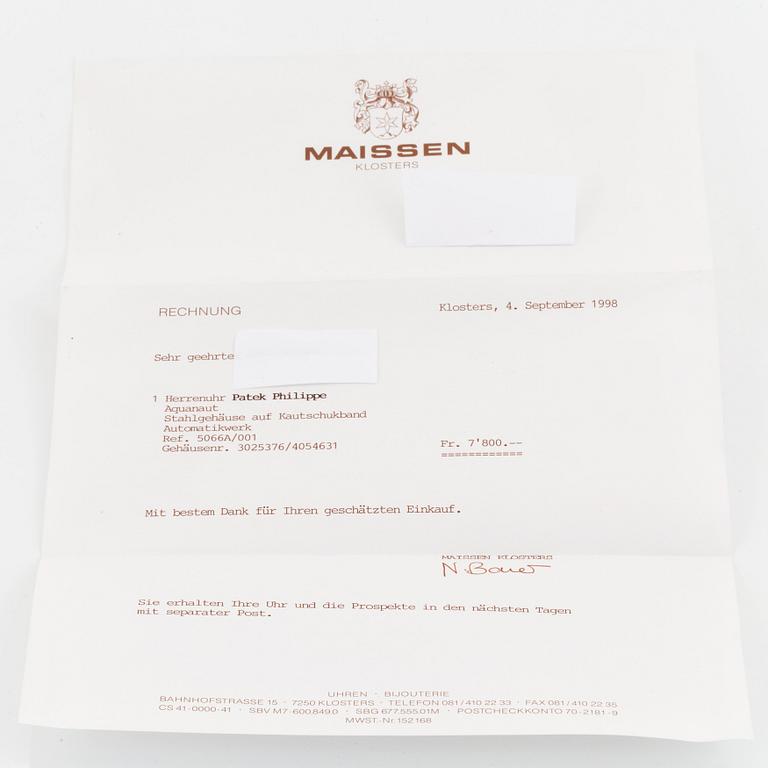 MAISSEN
KLOSTERS
RECHNUNG
Klosters, 4. September 1998
Sehr geehrte
1 Herrenuhr Patek Philippe
Aquanaut
Stahlgehäuse auf Kautschukband
Automatikwerk
Ref. 5066A/001
Gehäusenr. 3025376/4054631
Fr. 7'800.--
============
Mit bestem Dank für Ihren geschätzten Einkauf.
MAISSEN KLOSTERS
N. Bauer
Sie erhalten Ihre Uhr und die Prospekte in den nächsten Tagen
mit separater Post.
UHREN · BIJOUTERIE
BAHNHOFSTRASSE 15 · 7250 KLOSTERS · TELEFON 081/410 22 33 · FAX 081/410 22 35
CS 41-0000-41 · SBV M7-600.849.0 · SBG 677.555.01M · POSTCHECKKONTO 70-2181-9
MWST.-Nr. 152 168